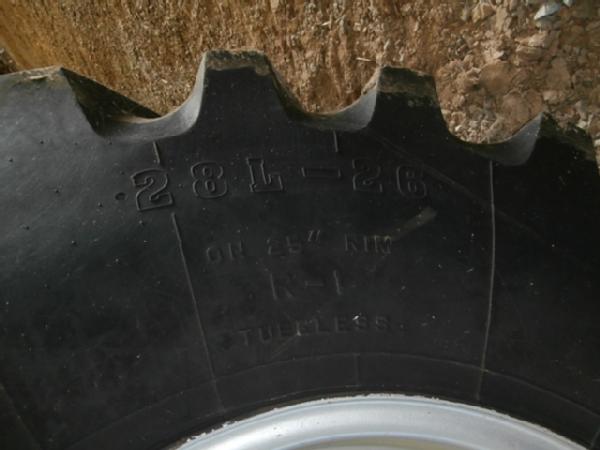 28L-26
ON 25" RIM
R-1
TUBELESS